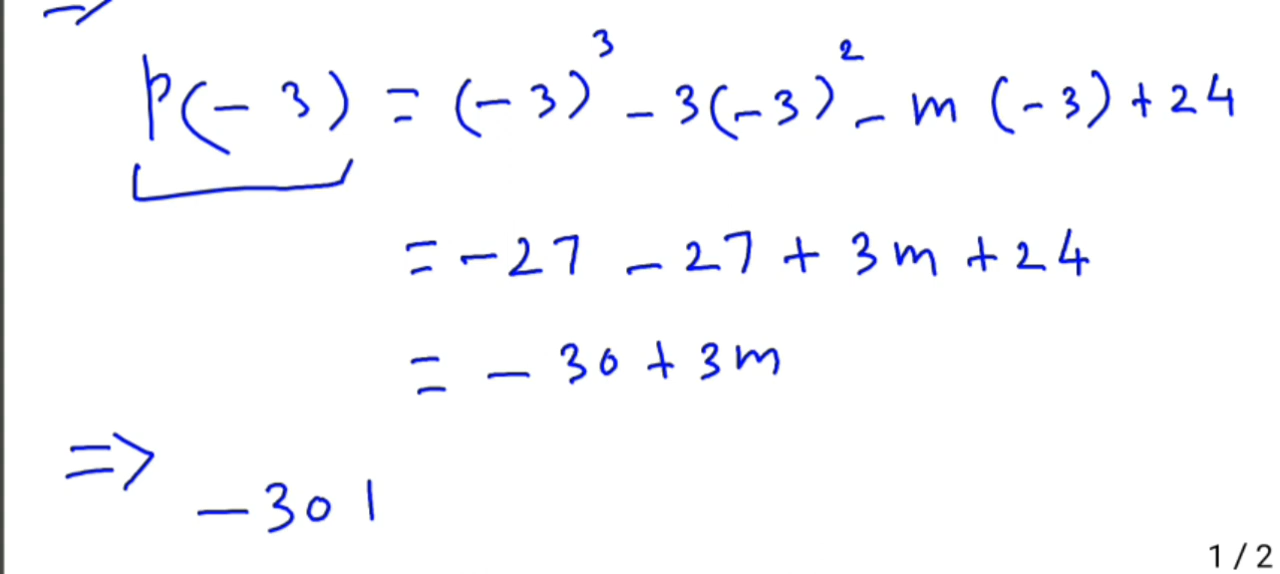 =>
p(-3) = (-3)³ - 3(-3)² - m (-3) + 24
= -27 - 27 + 3m + 24
= - 30 + 3m
=>
-30 |
1/2